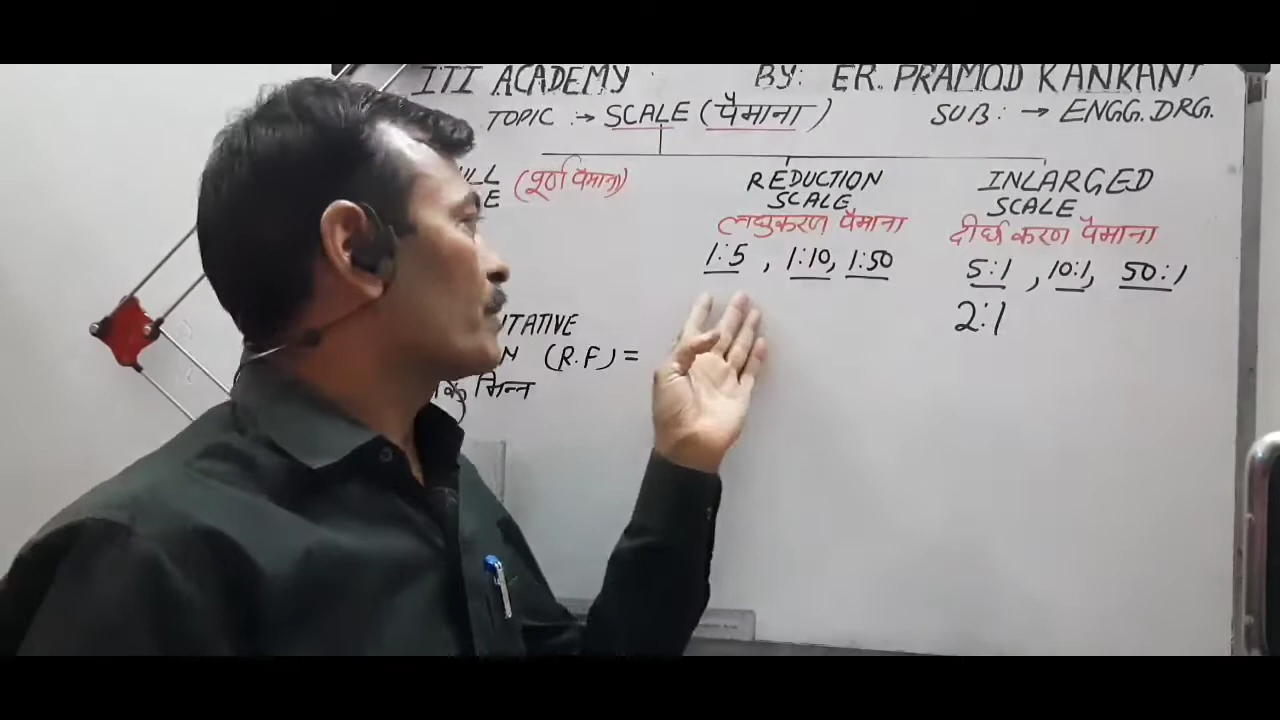 ITI ACADEMY BY: ER. PRAMOD KANKANI
TOPIC :→ SCALE (पैमाना) SUB: → ENGG. DRG.
(पूर्ण पैमाना)
REDUCTION
SCALE
लघुकरण पैमाना
1:5 , 1:10, 1:50
INLARGED
SCALE
दीर्घ करण पैमाना
5:1 , 10:1, 50:1
2:1
(R.F) =
भिन्न